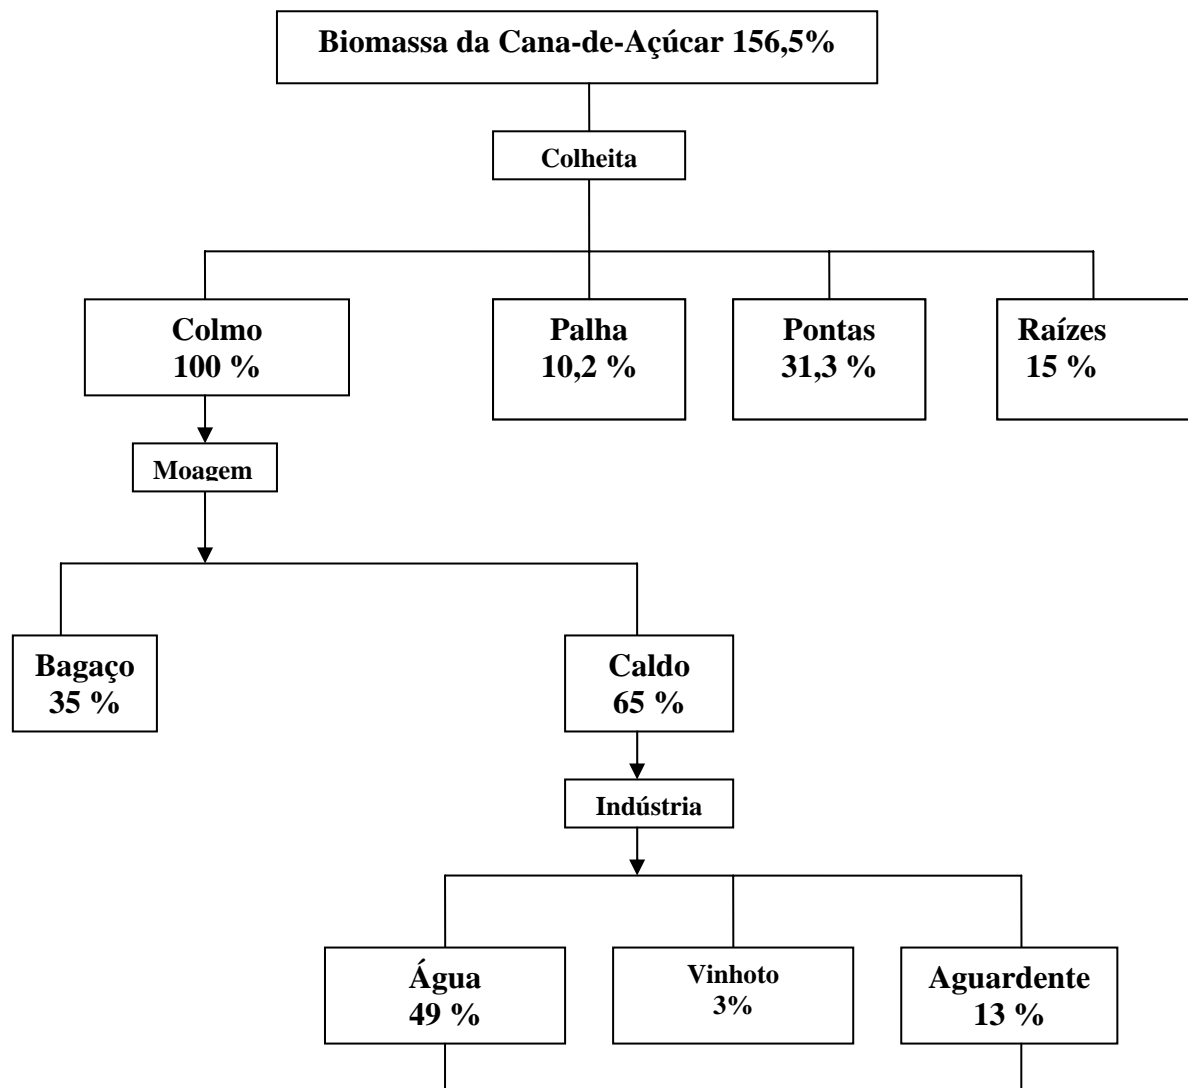 Biomassa da Cana-de-Açúcar 156,5%
Colheita
Colmo
100 %
Palha
10,2 %
Pontas
31,3 %
Raízes
15 %
Moagem
Bagaço
35 %
Caldo
65 %
Indústria
Água
49 %
Vinhoto
3%
Aguardente
13 %